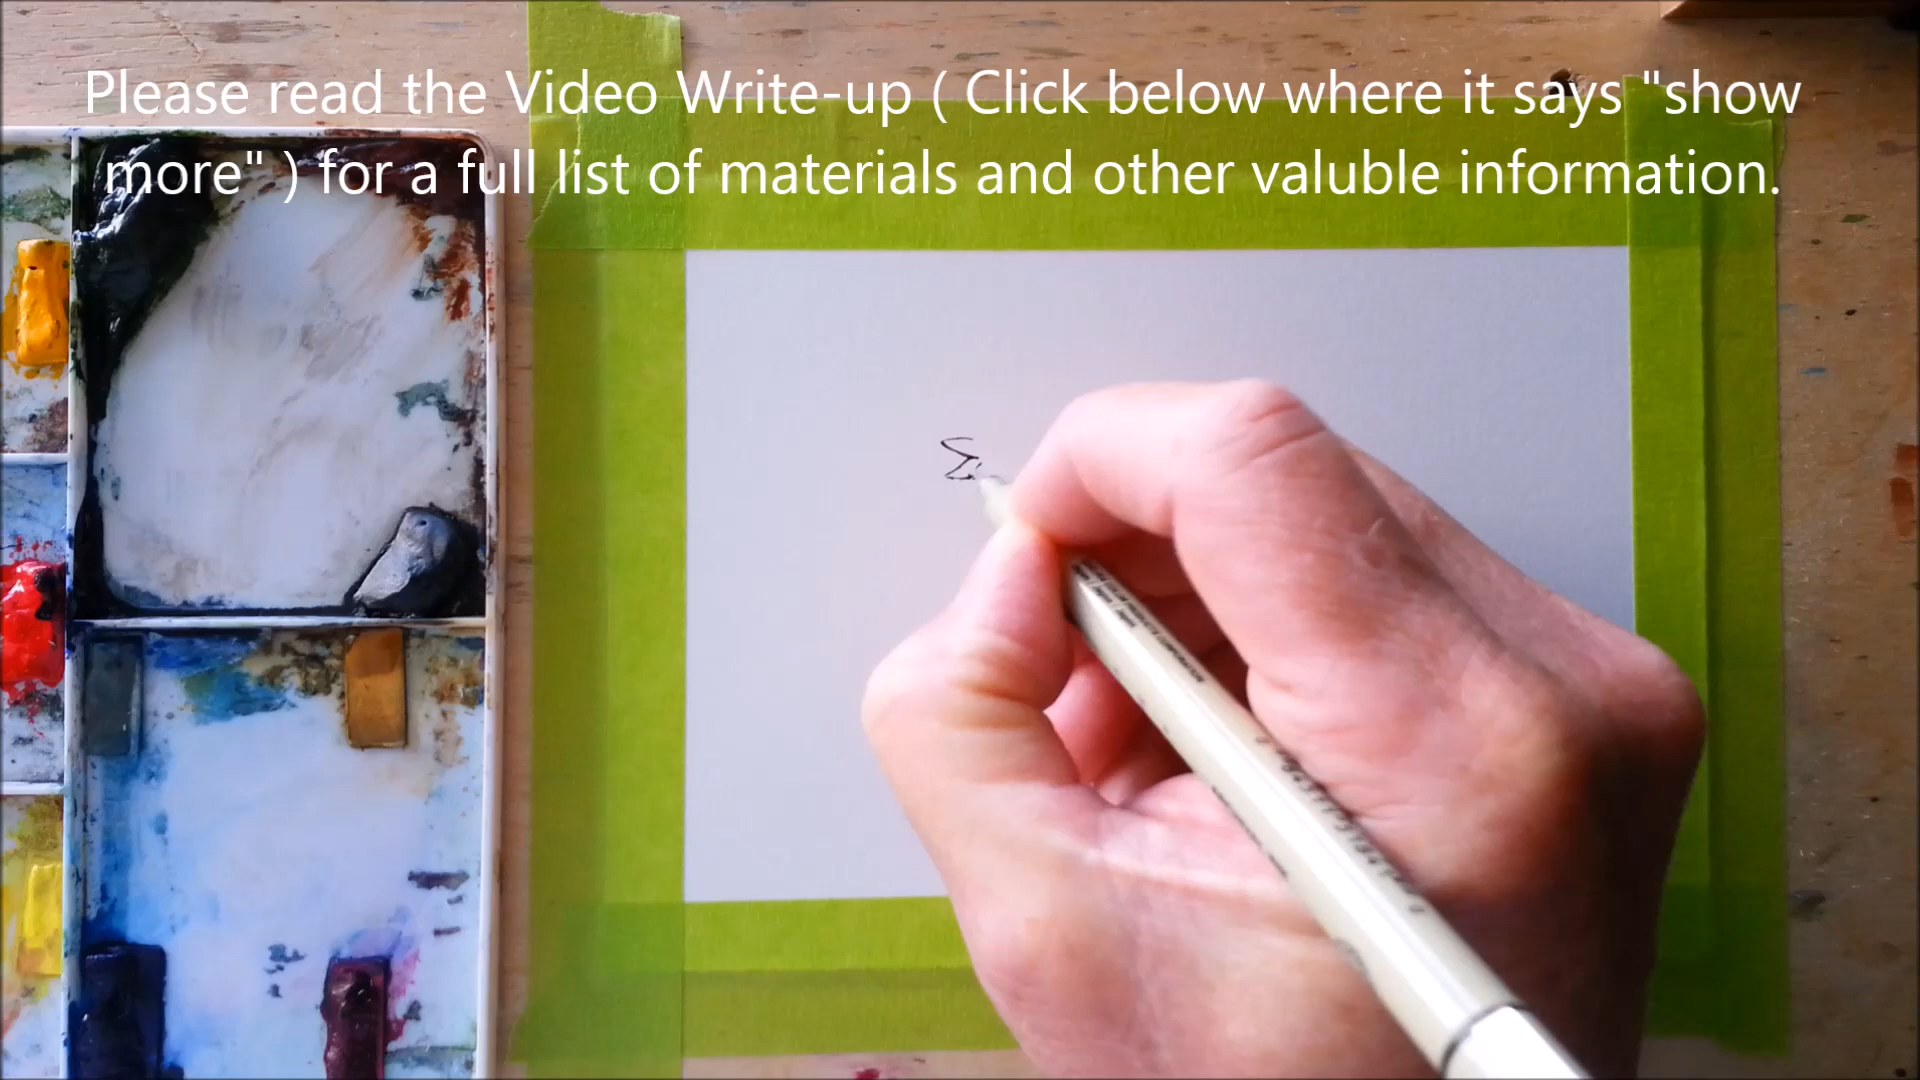 Please read the Video Write-up ( Click below where it says "show
more" ) for a full list of materials and other valuble information.